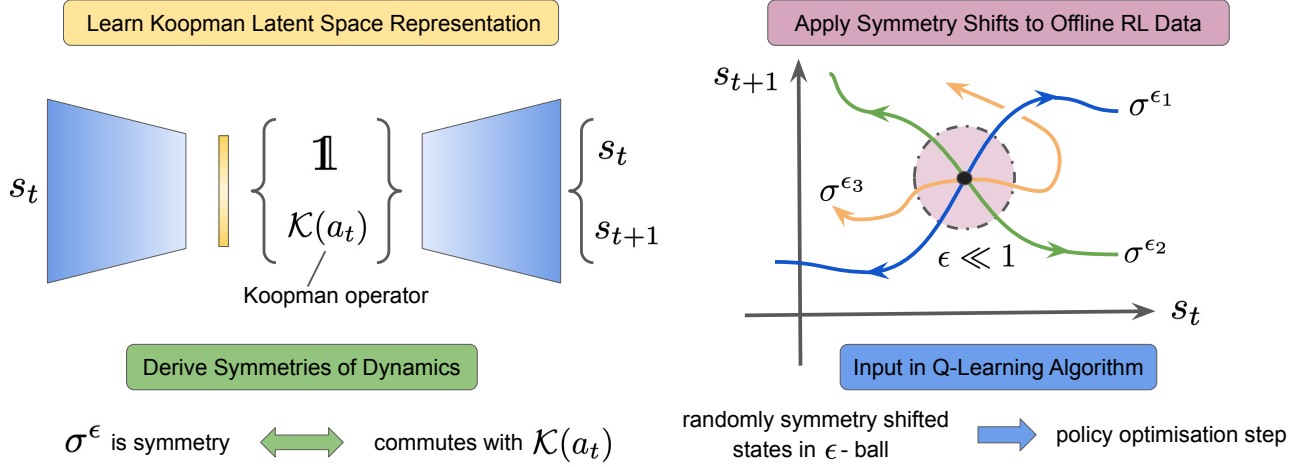 Learn Koopman Latent Space Representation
s_t
𝟙
𝒦(a_t)
s_t
s_{t+1}
Koopman operator
Derive Symmetries of Dynamics
σ^ϵ is symmetry
commutes with 𝒦(a_t)
Apply Symmetry Shifts to Offline RL Data
s_{t+1}
σ^{ϵ_1}
σ^{ϵ_3}
σ^{ϵ_2}
ϵ ≪ 1
s_t
Input in Q-Learning Algorithm
randomly symmetry shifted
states in ϵ - ball
policy optimisation step